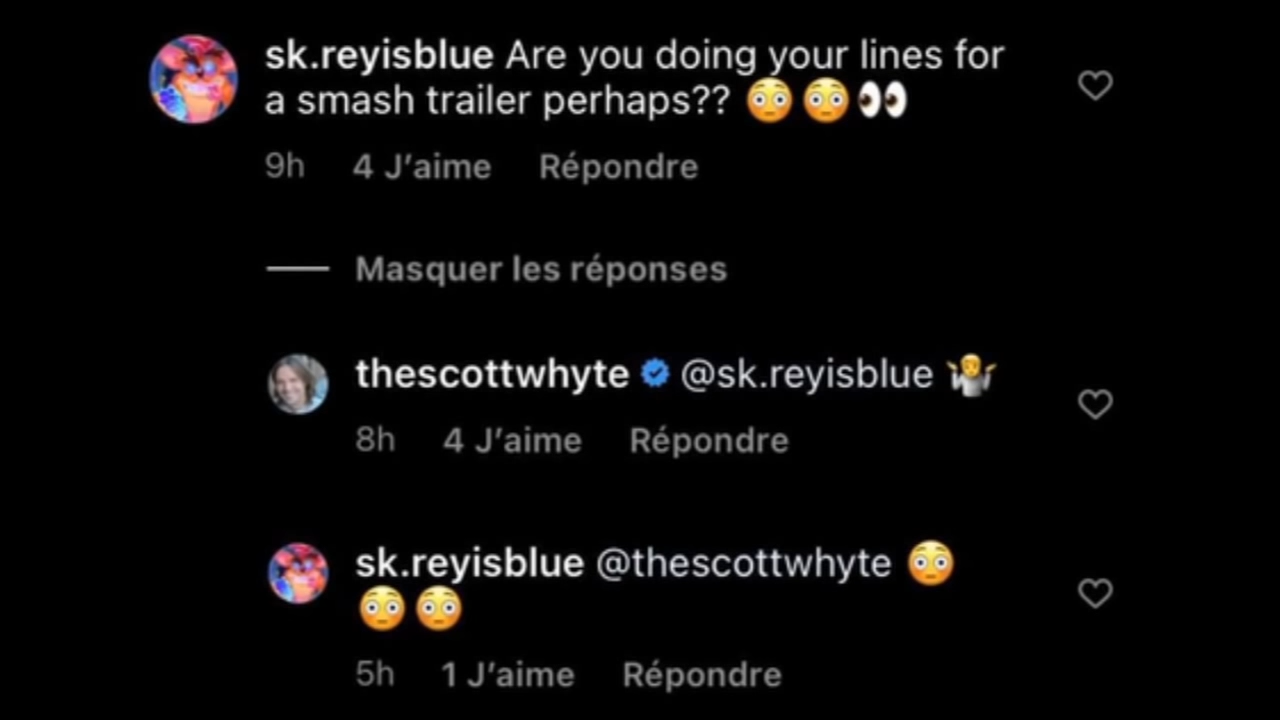 sk.reyisblue Are you doing your lines for
a smash trailer perhaps?? 😳😳👀
9h 4 J’aime Répondre
Masquer les réponses
thescottwhyte @sk.reyisblue 🤷‍♂️
8h 4 J’aime Répondre
sk.reyisblue @thescottwhyte 😳
😳😳
5h 1 J’aime Répondre